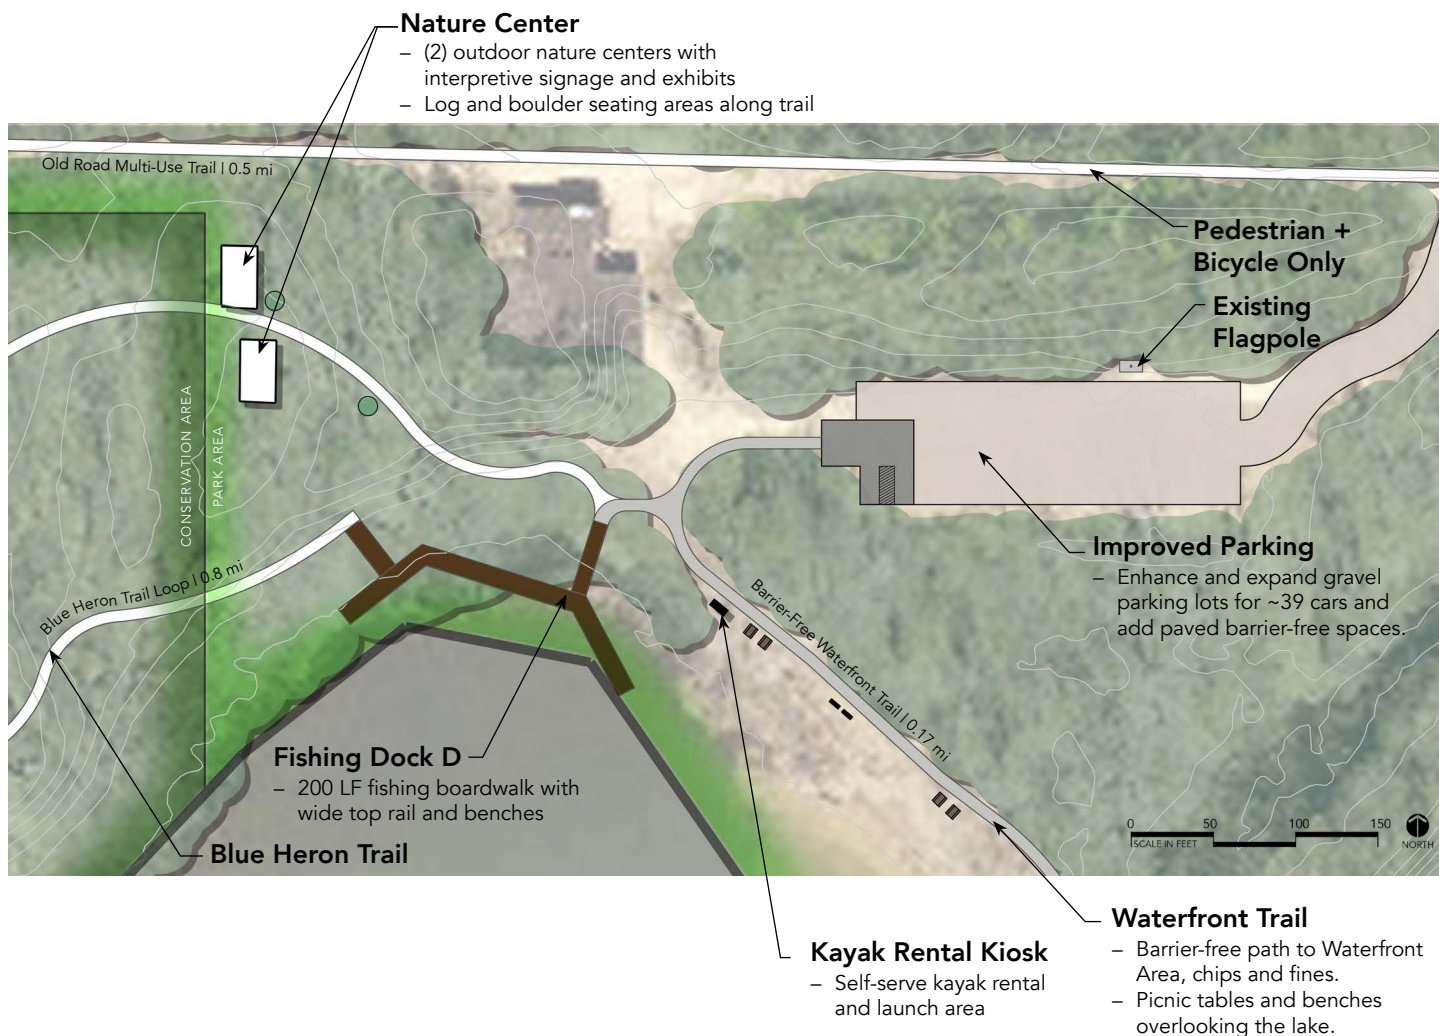 Nature Center
– (2) outdoor nature centers with
interpretive signage and exhibits
– Log and boulder seating areas along trail
Old Road Multi-Use Trail | 0.5 mi
Pedestrian +
Bicycle Only
Existing
Flagpole
CONSERVATION AREA
PARK AREA
Improved Parking
– Enhance and expand gravel
parking lots for ~39 cars and
add paved barrier-free spaces.
Blue Heron Trail Loop | 0.8 mi
Barrier-Free Waterfront Trail | 0.17 mi
Fishing Dock D
– 200 LF fishing boardwalk with
wide top rail and benches
Blue Heron Trail
0 50 100 150
SCALE IN FEET
NORTH
Kayak Rental Kiosk
– Self-serve kayak rental
and launch area
Waterfront Trail
– Barrier-free path to Waterfront
Area, chips and fines.
– Picnic tables and benches
overlooking the lake.